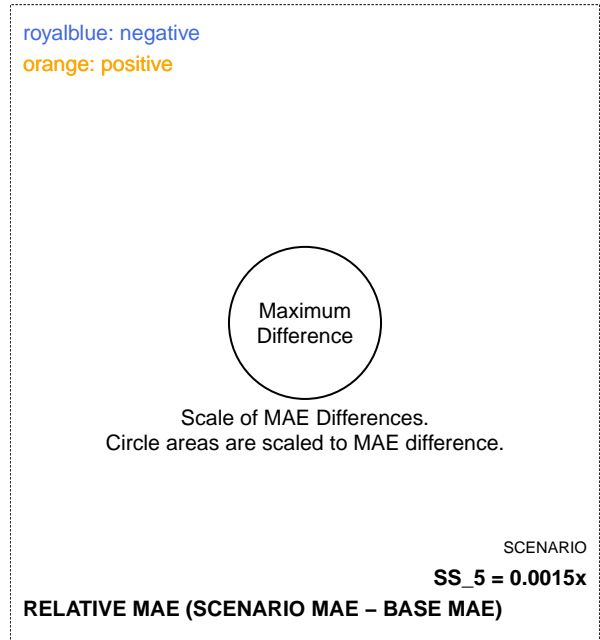 royalblue: negative
orange: positive
Maximum
Difference
Scale of MAE Differences.
Circle areas are scaled to MAE difference.
SCENARIO
SS_5 = 0.0015x
RELATIVE MAE (SCENARIO MAE – BASE MAE)